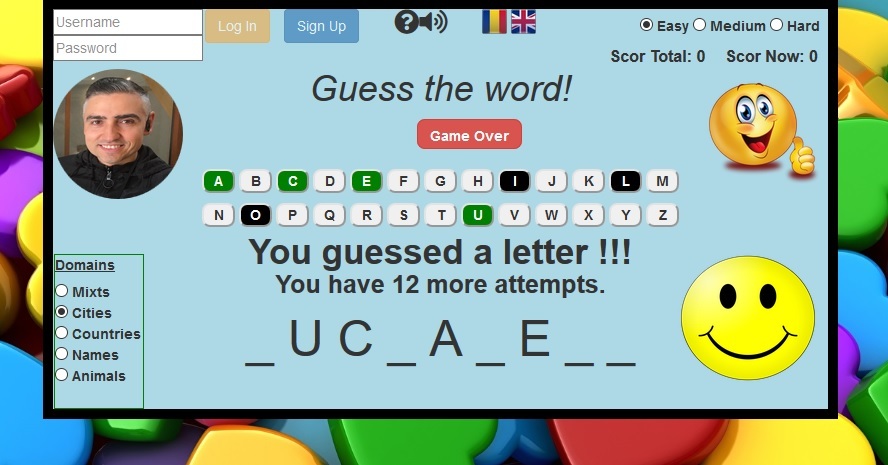 Username Log In Sign Up Easy Medium Hard
Password
Scor Total: 0 Scor Now: 0
Guess the word!
Game Over
A B C D E F G H I J K L M
N O P Q R S T U V W X Y Z
You guessed a letter !!!
You have 12 more attempts.
Domains
Mixts
Cities
Countries
Names
Animals
_ U C _ A _ E _ _